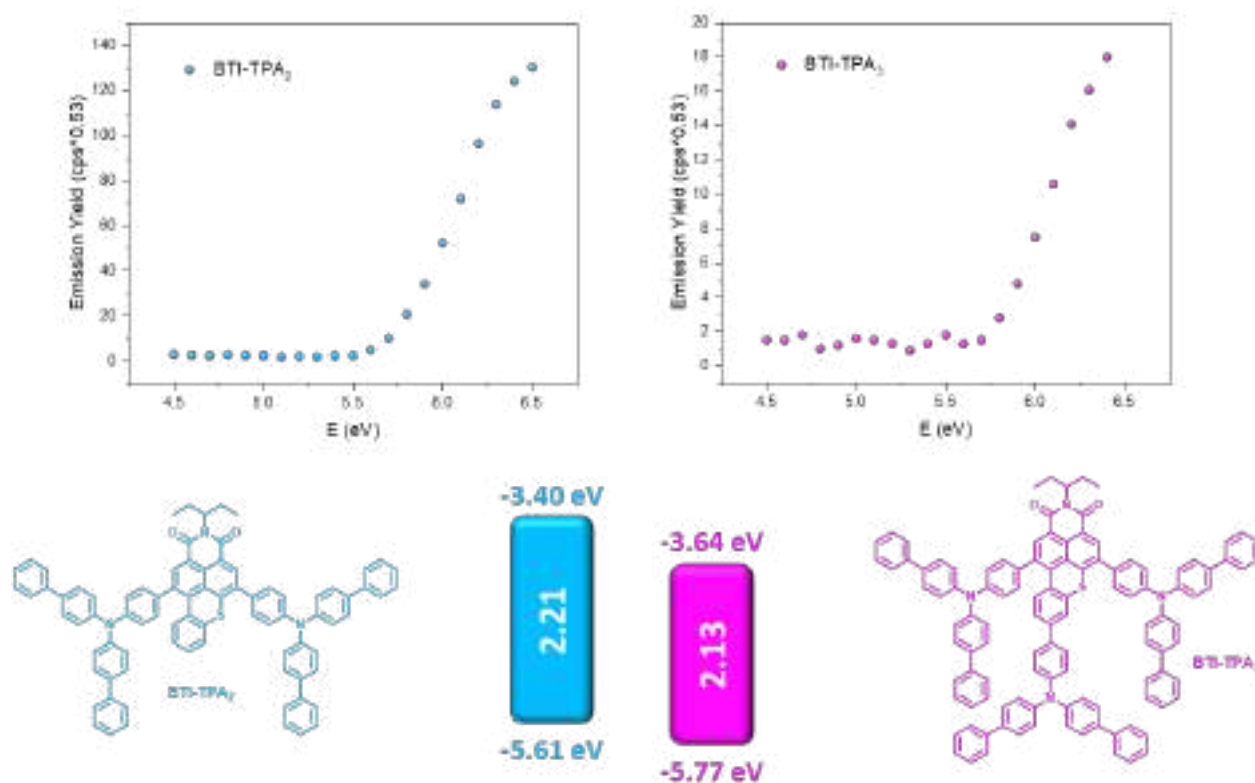 BTI-TPA₂
Emission Yield (cps^0.53)
140
120
100
80
60
40
20
0
4.5 5.0 5.5 6.0 6.5
E (eV)
BTI-TPA₃
Emission Yield (cps^0.53)
20
18
16
14
12
10
8
6
4
2
0
4.5 5.0 5.5 6.0 6.5
E (eV)
O N O
S
N N
BTI-TPA₂
-3.40 eV
2.21
-5.61 eV
-3.64 eV
2.13
-5.77 eV
O N O
S
N N
N
BTI-TPA